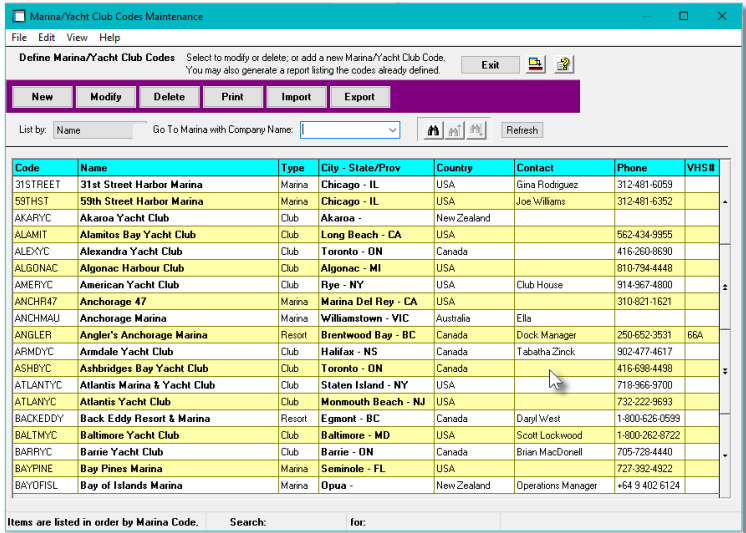 Marina/Yacht Club Codes Maintenance
File Edit View Help
Define Marina/Yacht Club Codes Select to modify or delete; or add a new Marina/Yacht Club Code.
You may also generate a report listing the codes already defined.
Exit
New Modify Delete Print Import Export
List by: Name Go To Marina with Company Name: Refresh
Code Name Type City - State/Prov Country Contact Phone VHS#
31STREET 31st Street Harbor Marina Marina Chicago - IL USA Gina Rodriguez 312-481-6059
59THST 59th Street Harbor Marina Marina Chicago - IL USA Joe Williams 312-481-6352
AKARYC Akaroa Yacht Club Club Akaroa - New Zealand
ALAMIT Alamitos Bay Yacht Club Club Long Beach - CA USA 562-434-9955
ALEXYC Alexandra Yacht Club Club Toronto - ON Canada 416-260-8690
ALGONAC Algonac Harbour Club Club Algonac - MI USA 810-794-4448
AMERYC American Yacht Club Club Rye - NY USA Club House 914-967-4800
ANCHR47 Anchorage 47 Marina Marina Del Rey - CA USA 310-821-1621
ANCHMAU Anchorage Marina Marina Williamstown - VIC Australia Ella
ANGLER Angler's Anchorage Marina Resort Brentwood Bay - BC Canada Dock Manager 250-652-3531 66A
ARMDYC Armdale Yacht Club Club Halifax - NS Canada Tabatha Zinck 902-477-4617
ASHBYC Ashbridges Bay Yacht Club Club Toronto - ON Canada 416-698-4498
ATLANTYC Atlantis Marina & Yacht Club Club Staten Island - NY USA 718-966-9700
ATLANYC Atlantis Yacht Club Club Monmouth Beach - NJ USA 732-222-9693
BACKEDDY Back Eddy Resort & Marina Resort Egmont - BC Canada Daryl West 1-800-626-0599
BALTMYC Baltimore Yacht Club Club Baltimore - MD USA Scott Lockwood 1-800-262-8722
BARRYC Barrie Yacht Club Club Barrie - ON Canada Brian MacDonell 705-728-4440
BAYPINE Bay Pines Marina Marina Seminole - FL USA 727-392-4922
BAYOFISL Bay of Islands Marina Marina Opua - New Zealand Operations Manager +64 9 402 6124
Items are listed in order by Marina Code. Search: for: